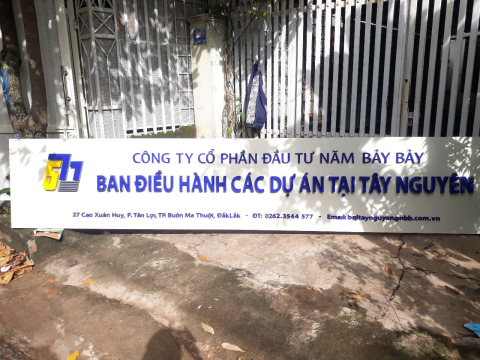 577
CÔNG TY CỔ PHẦN ĐẦU TƯ NĂM BẢY BẢY
BAN ĐIỀU HÀNH CÁC DỰ ÁN TẠI TÂY NGUYÊN
27 Cao Xuân Huy, P. Tân Lợi, TP. Buôn Ma Thuột, ĐắkLắk - ĐT: 0262.3544 577 - Email: bqltaynguyen@nbb.com.vn